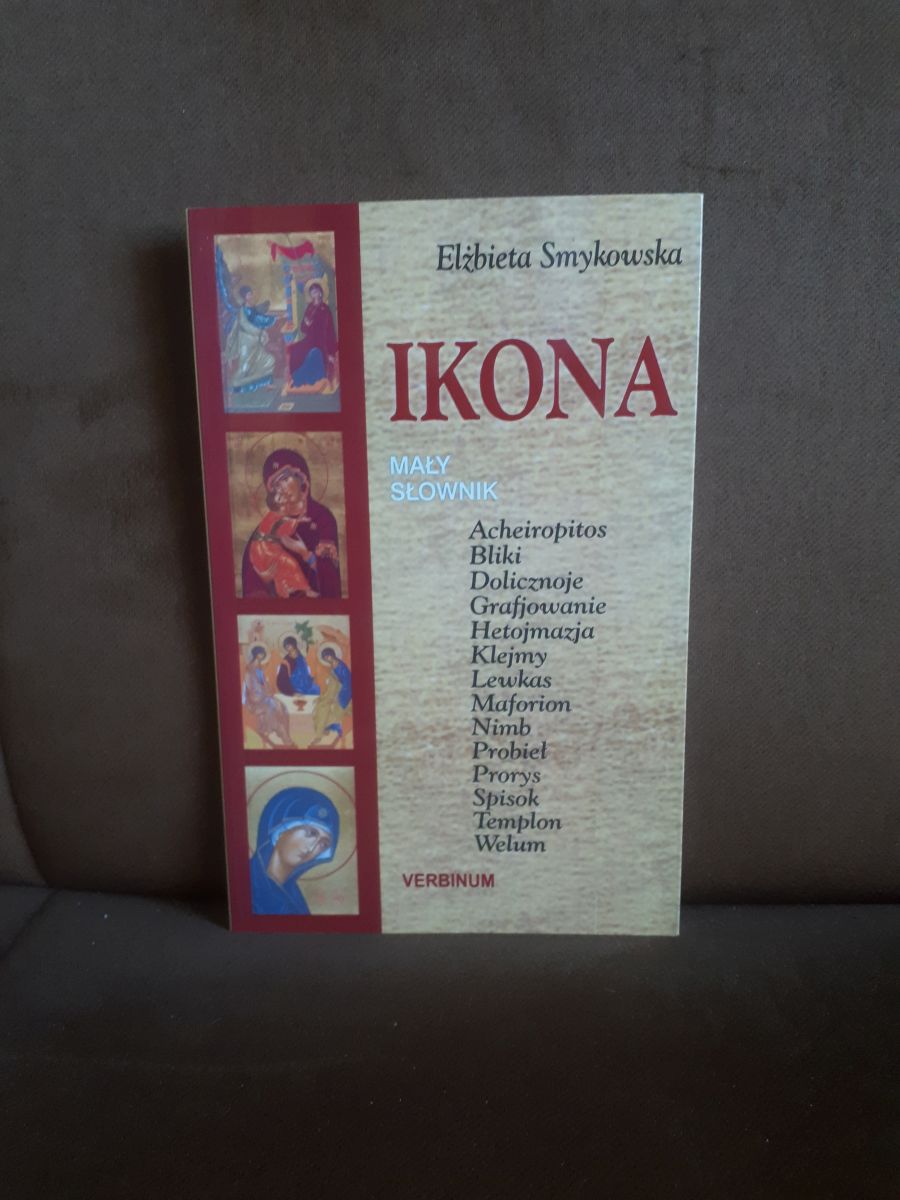 Elżbieta Smykowska
IKONA
MAŁY
SŁOWNIK
Acheiropitos
Bliki
Dolicznoje
Grafjowanie
Hetojmazja
Klejmy
Lewkas
Maforion
Nimb
Probieł
Prorys
Spisok
Templon
Welum
VERBINUM